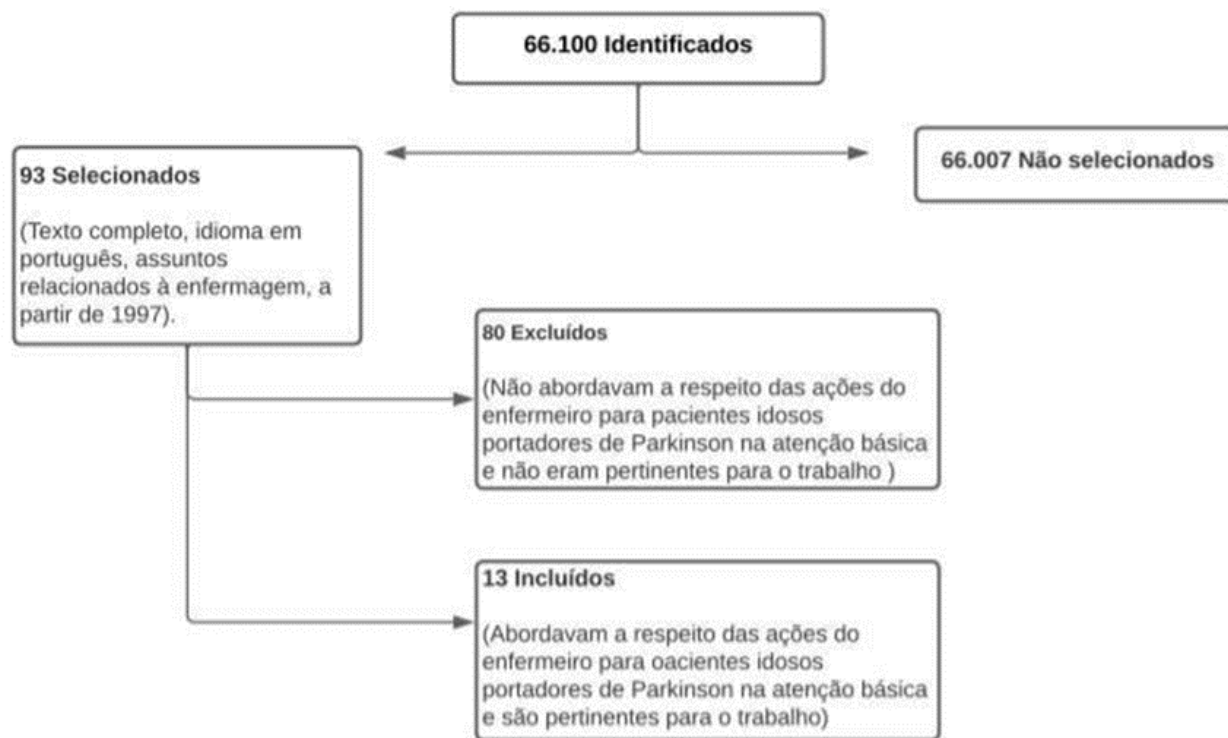 66.100 Identificados
93 Selecionados
(Texto completo, idioma em
português, assuntos
relacionados à enfermagem, a
partir de 1997).
66.007 Não selecionados
80 Excluídos
(Não abordavam a respeito das ações do
enfermeiro para pacientes idosos
portadores de Parkinson na atenção básica
e não eram pertinentes para o trabalho )
13 Incluídos
(Abordavam a respeito das ações do
enfermeiro para oacientes idosos
portadores de Parkinson na atenção básica
e são pertinentes para o trabalho)